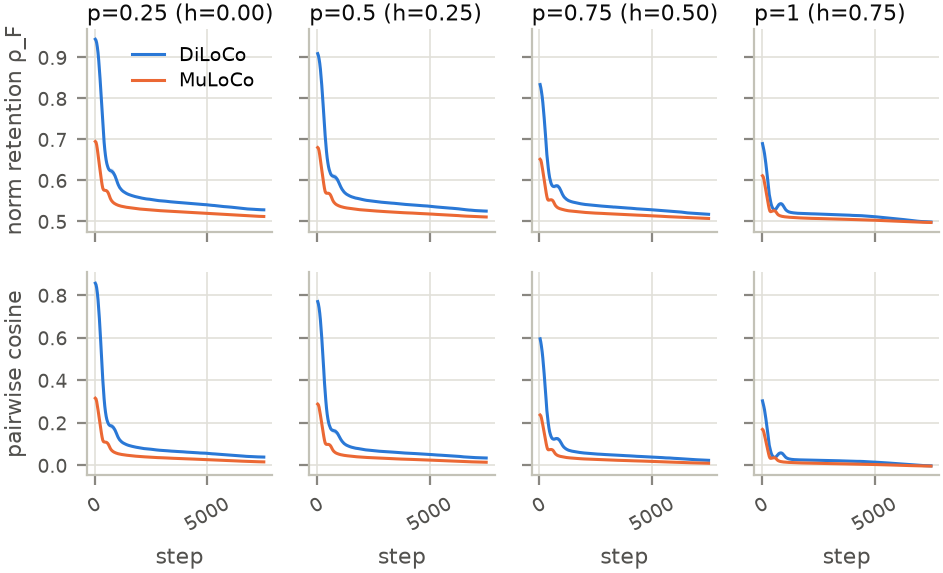 p=0.25 (h=0.00) p=0.5 (h=0.25) p=0.75 (h=0.50) p=1 (h=0.75)
norm retention ρ_F
0.9
0.8
0.7
0.6
0.5
DiLoCo
MuLoCo
pairwise cosine
0.8
0.6
0.4
0.2
0.0
0 5000 0 5000 0 5000 0 5000
step step step step